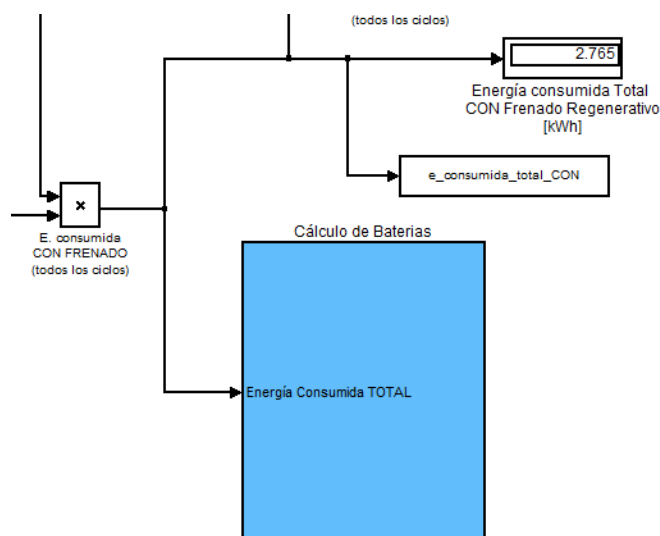 (todos los ciclos)
2.765
Energía consumida Total
CON Frenado Regenerativo
[kWh]
e_consumida_total_CON
×
E. consumida
CON FRENADO
(todos los ciclos)
Cálculo de Baterias
Energía Consumida TOTAL